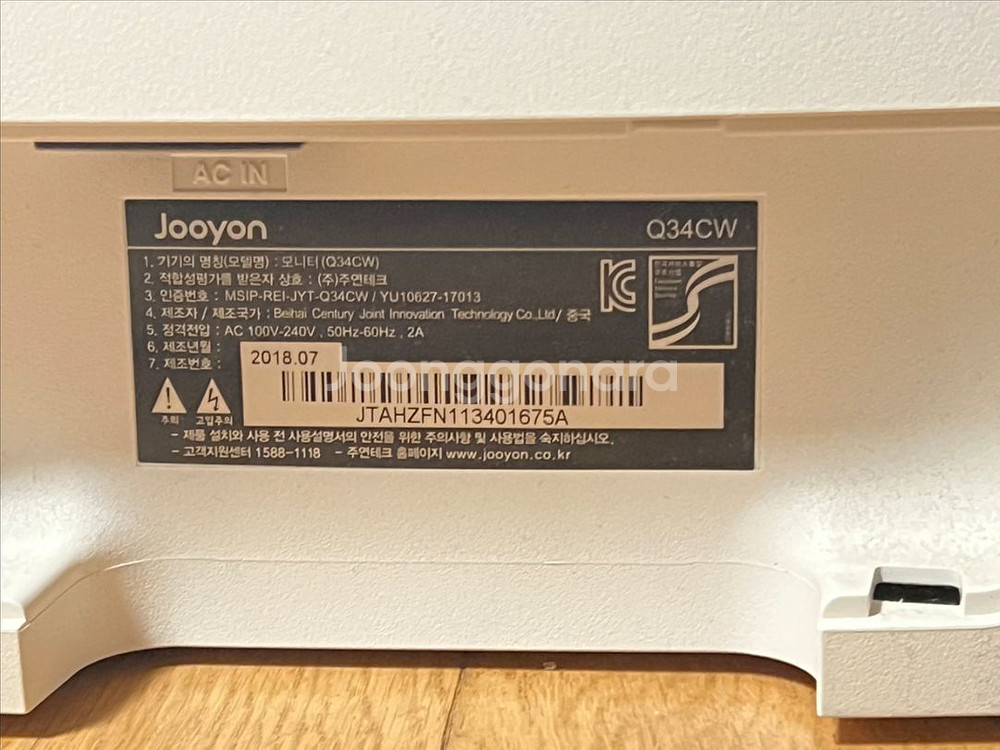 AC IN
Jooyon
Q34CW
1. 기기의 명칭(모델명) : 모니터(Q34CW)
2. 적합성평가를 받은자 상호 : (주)주연테크
3. 인증번호 : MSIP-REI-JYT-Q34CW / YU10627-17013
4. 제조자 / 제조국가 : Beihai Century Joint Innovation Technology Co.,Ltd/ 중국
5. 정격전압 : AC 100V-240V , 50Hz-60Hz , 2A
6. 제조년월 : 2018.07
7. 제조번호 :
Joonggonara
JTAHZFN113401675A
주의 고압주의
- 제품 설치와 사용 전 사용설명서의 안전을 위한 주의사항 및 사용법을 숙지하십시오.
- 고객지원센터 1588-1118 - 주연테크 홈페이지 www.jooyon.co.kr